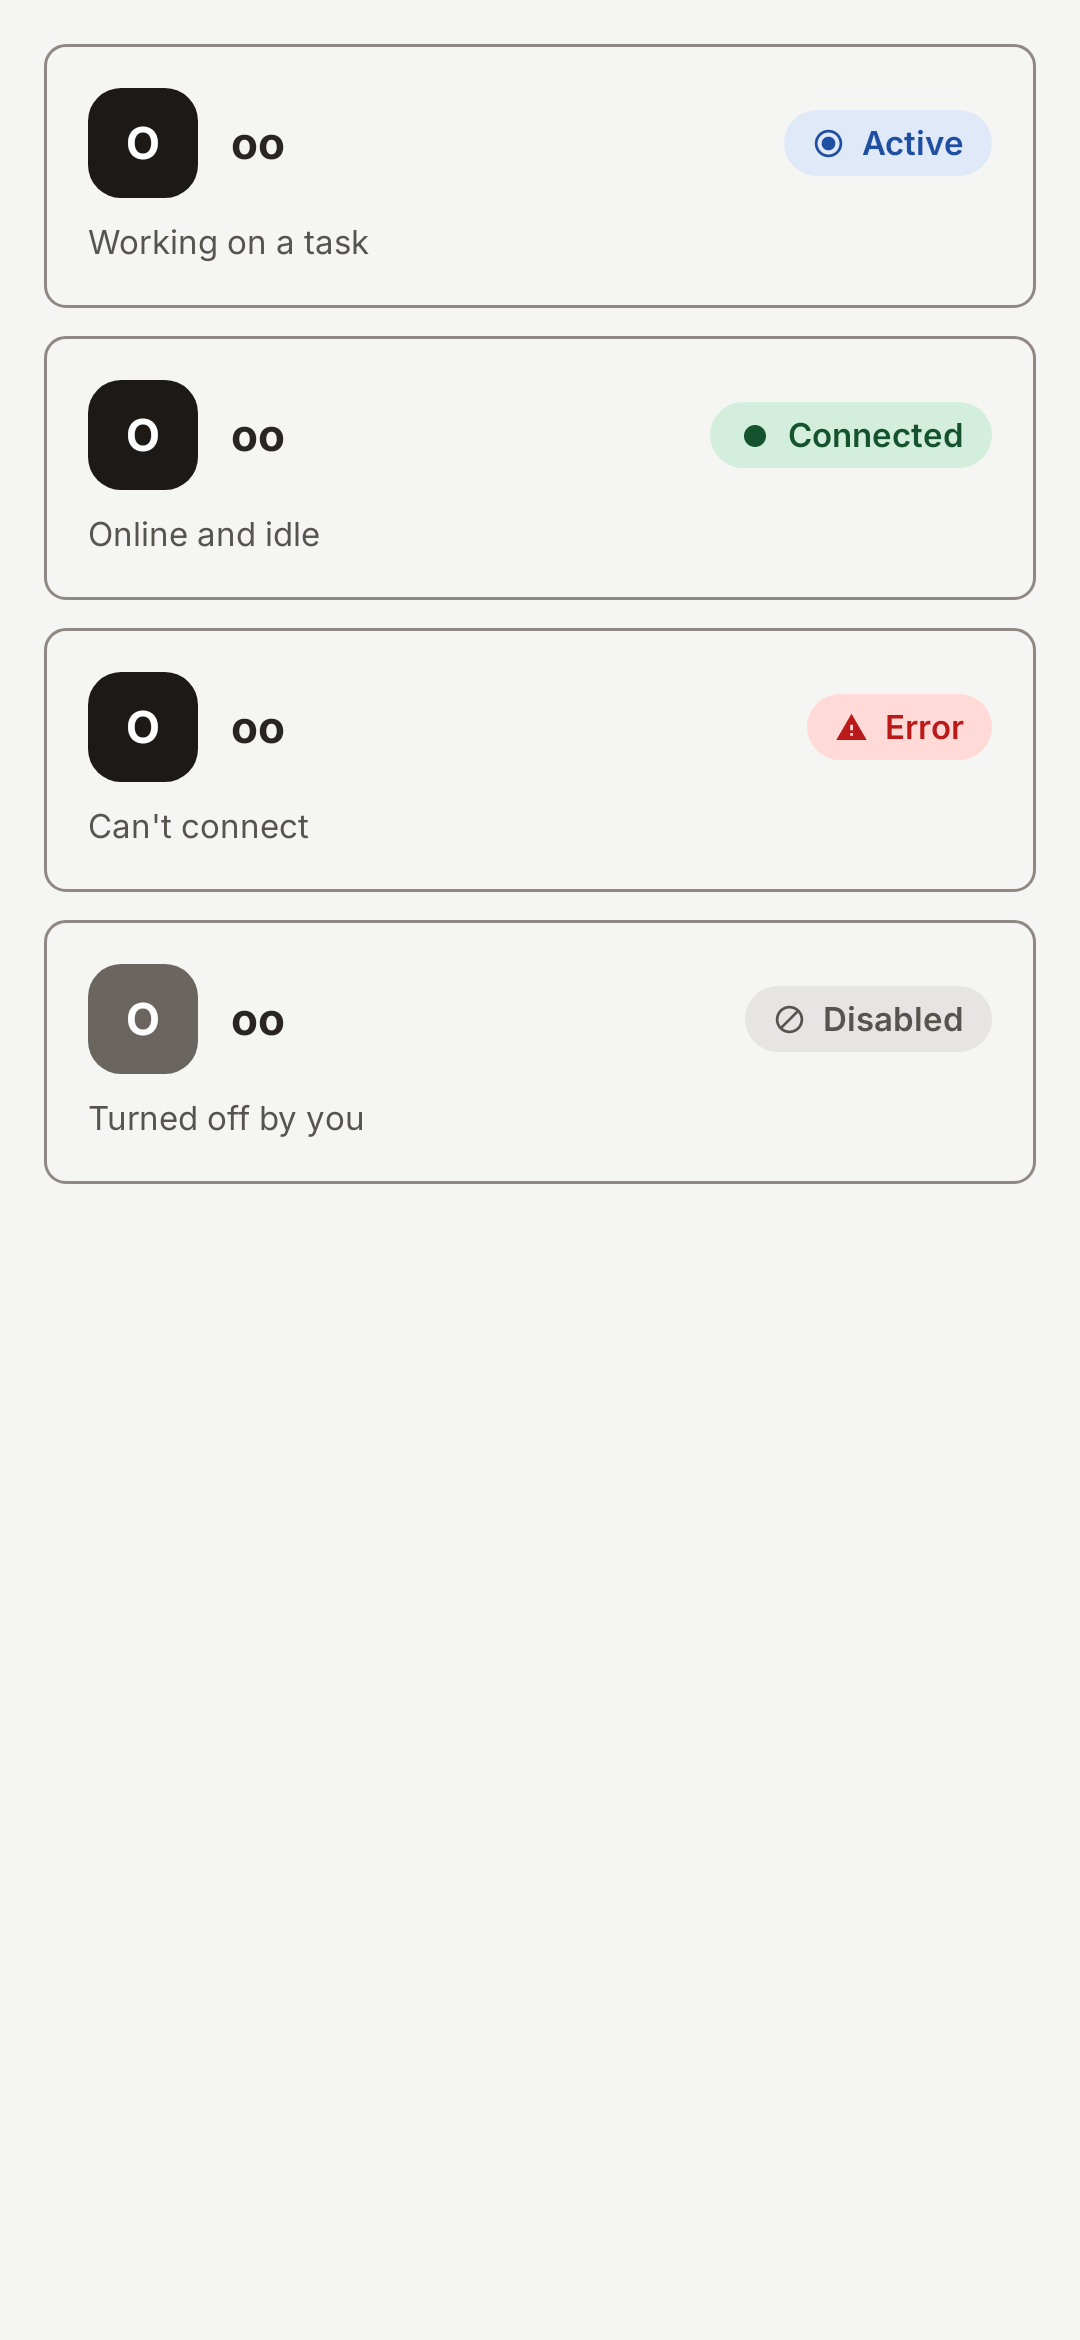 O oo Active
Working on a task
O oo Connected
Online and idle
O oo Error
Can't connect
O oo Disabled
Turned off by you